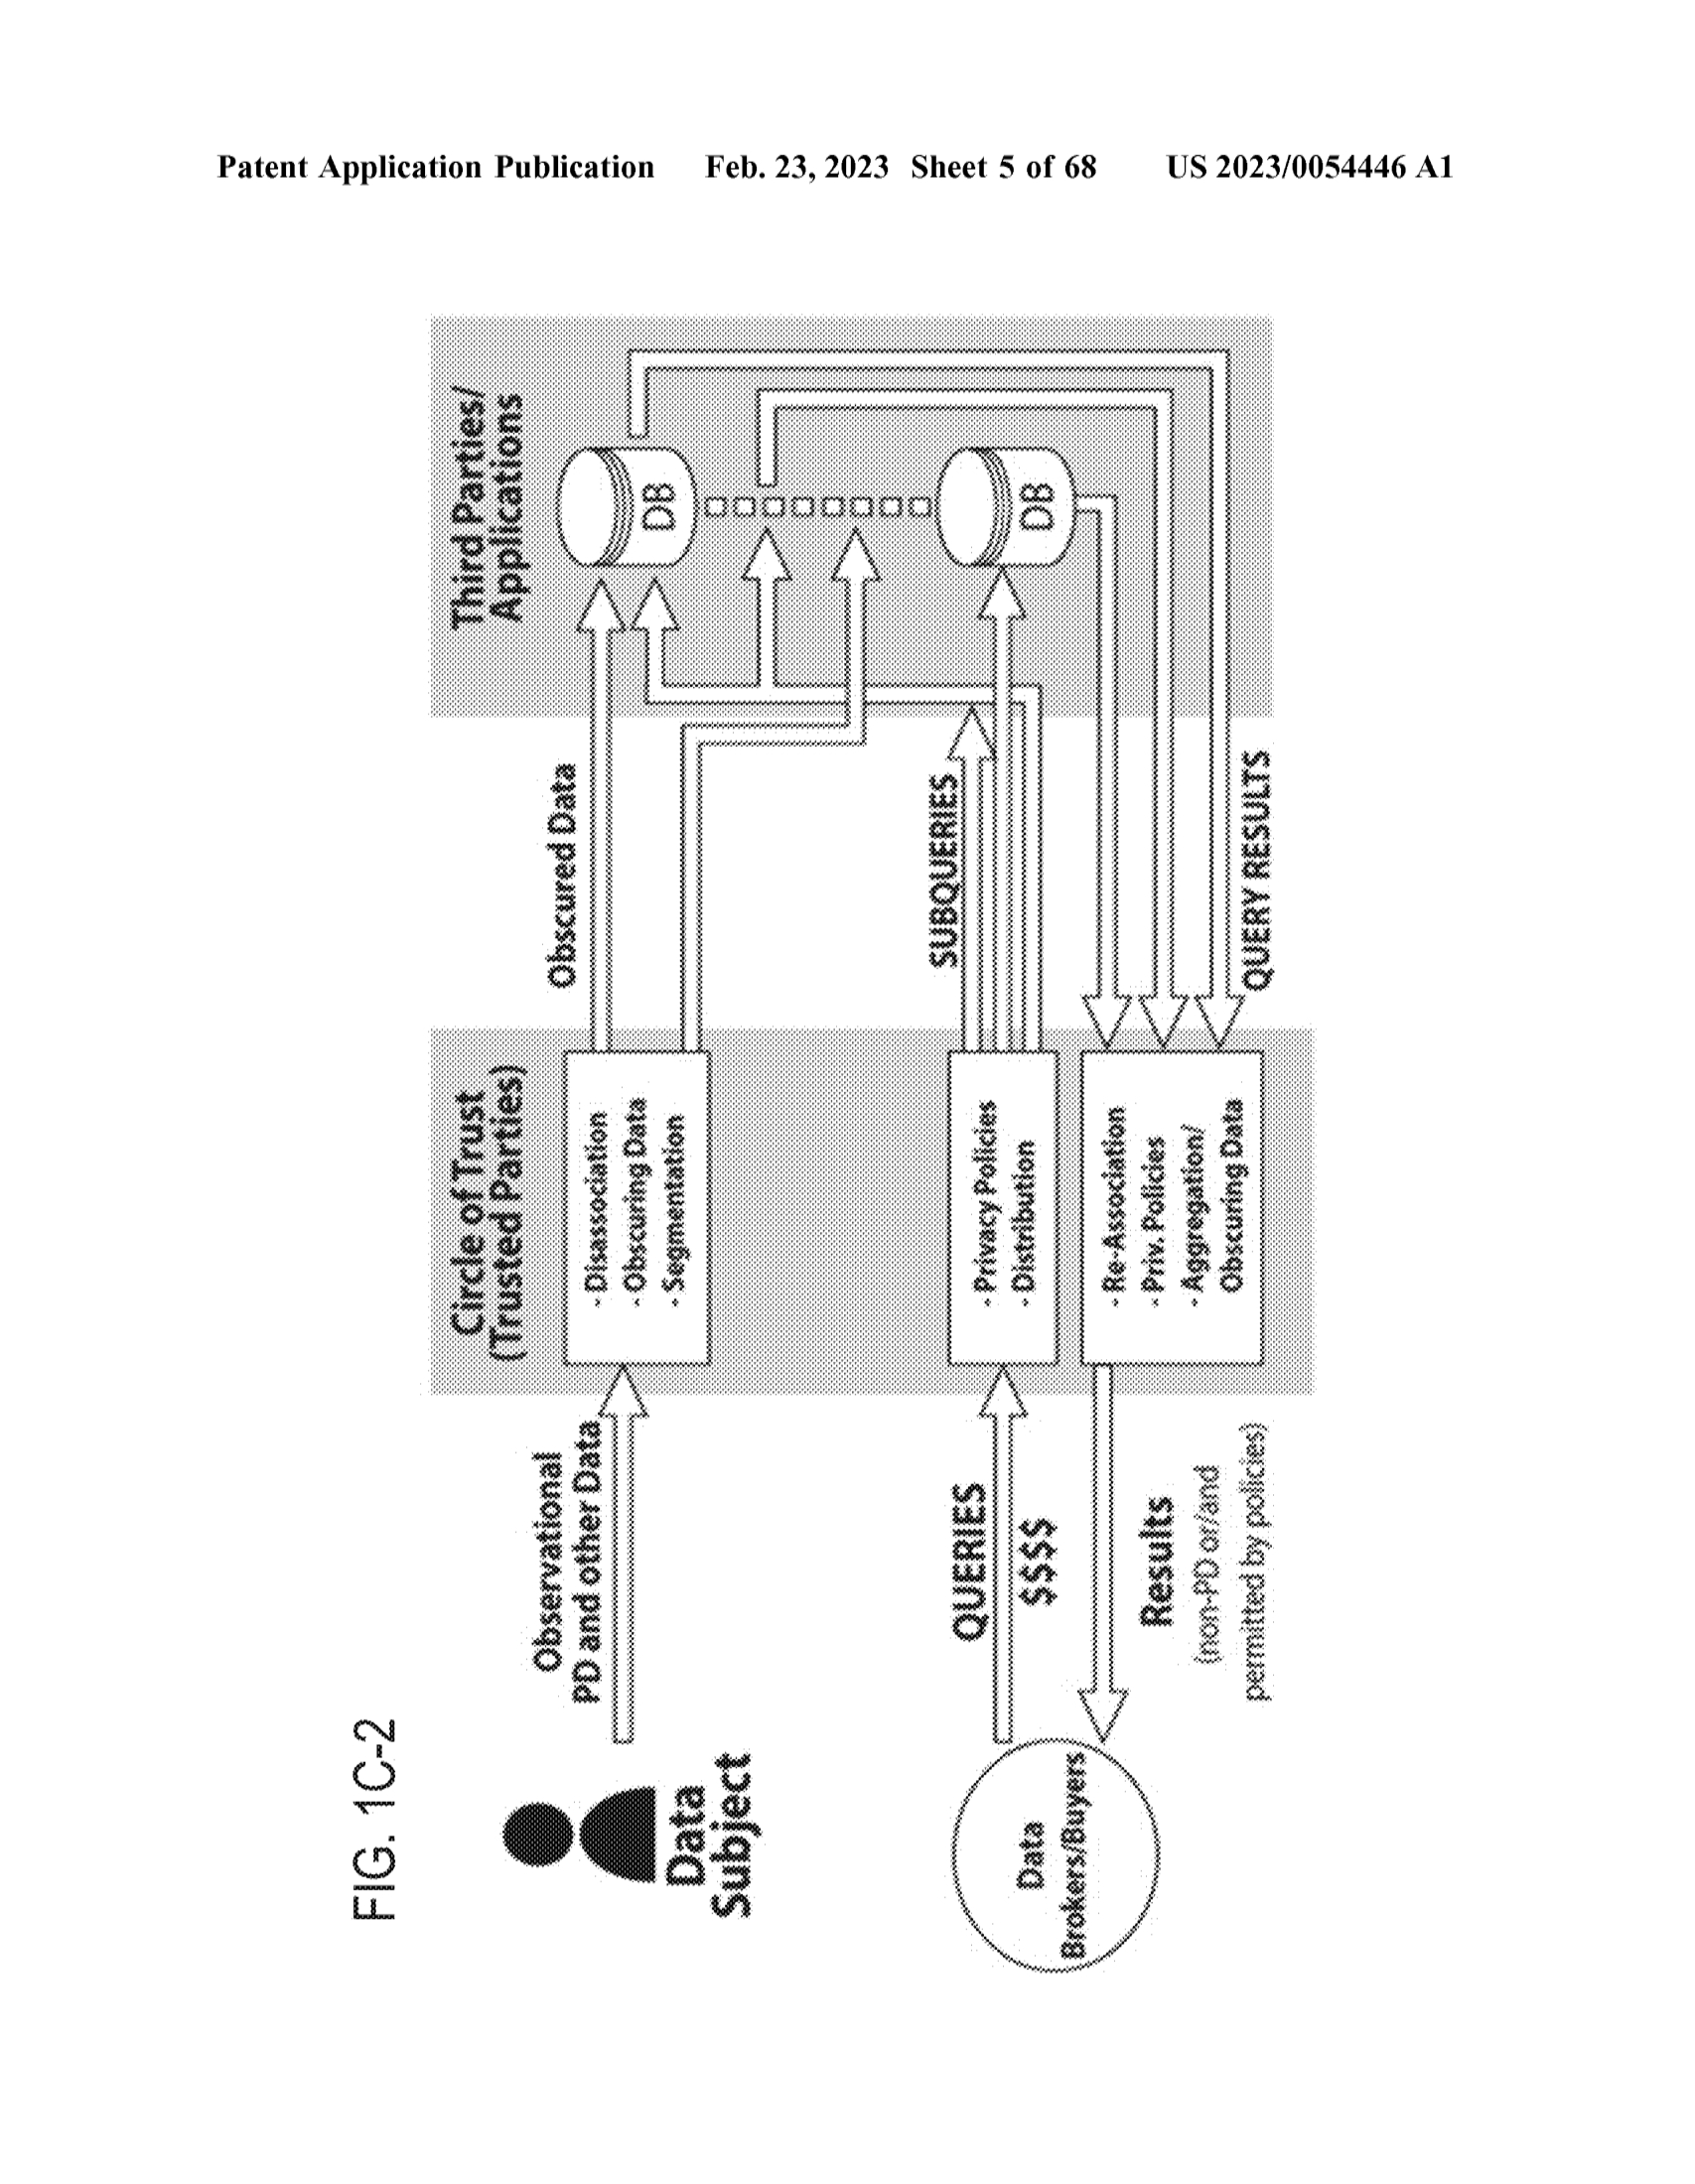 Patent Application Publication Feb. 23, 2023 Sheet 5 of 68 US 2023/0054446 A1
FIG. 1C-2
Data
Subject
Observational
PD and other Data
Circle of Trust
(Trusted Parties)
- Disassociation
- Obscuring Data
- Segmentation
Obscured Data
Third Parties/
Applications
DB
DB
Data
Brokers/Buyers
QUERIES
$$$$
- Privacy Policies
- Distribution
SUBQUERIES
Results
(non-PD or/and
permitted by policies)
- Re-Association
- Priv. Policies
- Aggregation/
Obscuring Data
QUERY RESULTS